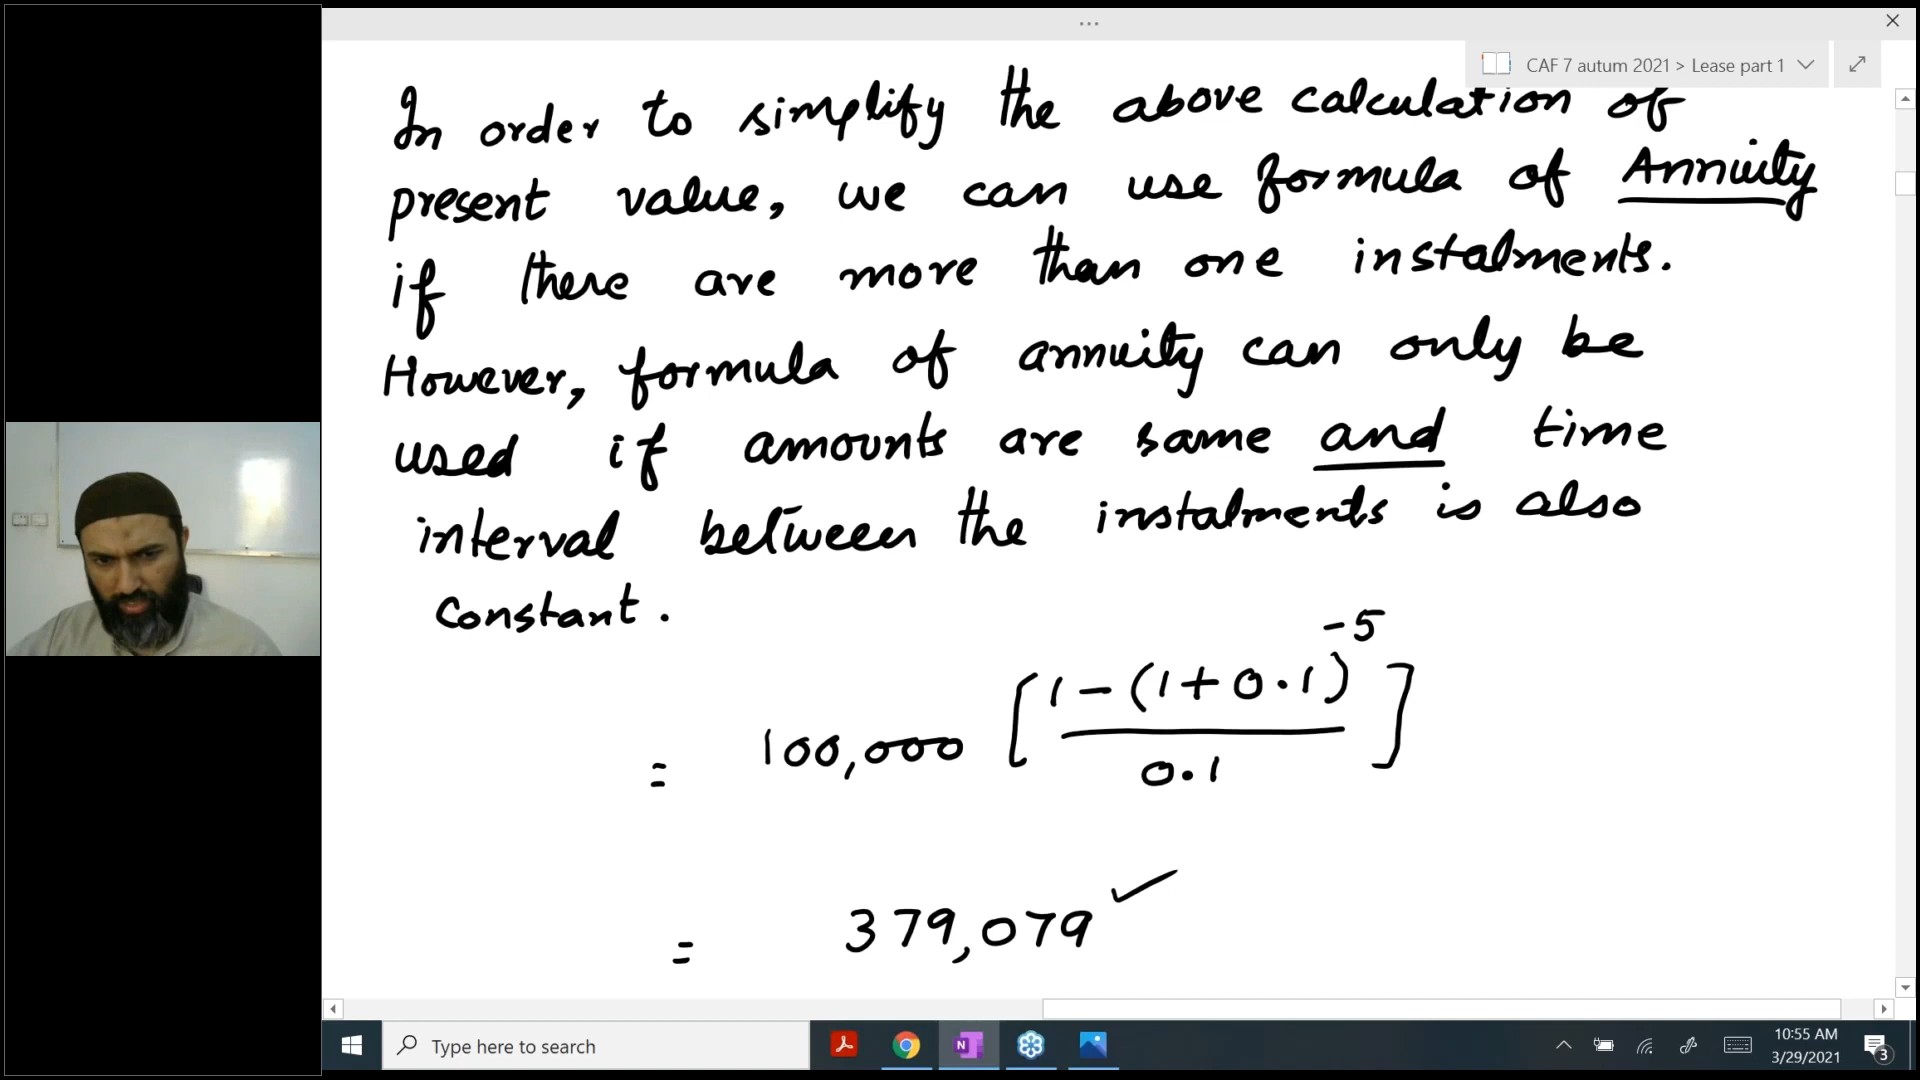 ...
CAF 7 autum 2021 > Lease part 1
In order to simplify the above calculation of
present value, we can use formula of Annuity
if there are more than one instalments.
However, formula of annuity can only be
used if amounts are same and time
interval between the instalments is also
constant.
= 100,000 [1-(1+0.1)^-5 / 0.1]
= 379,079 ✓
Type here to search
N
10:55 AM
3/29/2021
3